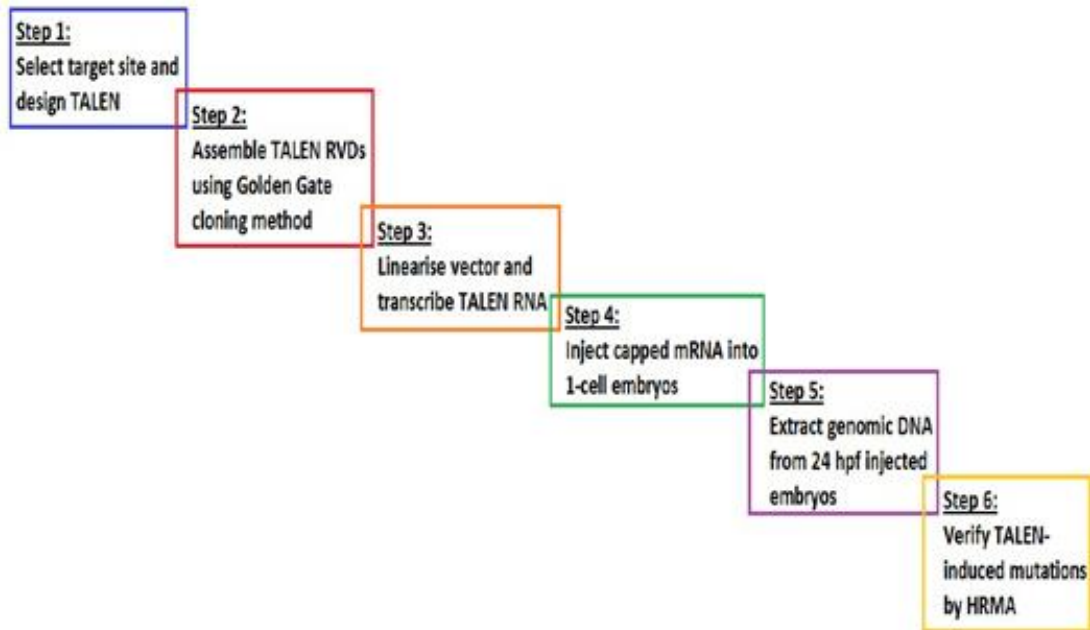 Step 1:
Select target site and
design TALEN
Step 2:
Assemble TALEN RVDs
using Golden Gate
cloning method
Step 3:
Linearise vector and
transcribe TALEN RNA
Step 4:
Inject capped mRNA into
1-cell embryos
Step 5:
Extract genomic DNA
from 24 hpf injected
embryos
Step 6:
Verify TALEN-
induced mutations
by HRMA